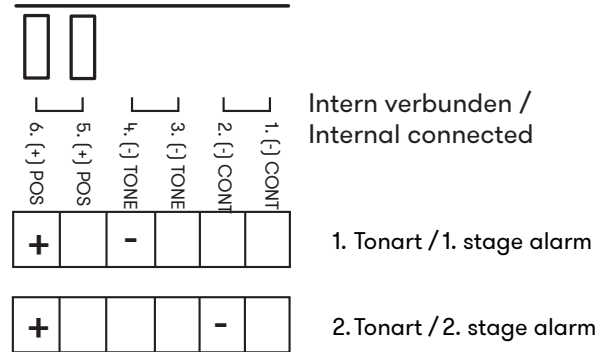 Intern verbunden /
Internal connected
6. (+) POS
5. (+) POS
4. (-) TONE
3. (-) TONE
2. (-) CONT
1. (-) CONT
+ -
1. Tonart / 1. stage alarm
+ -
2. Tonart / 2. stage alarm